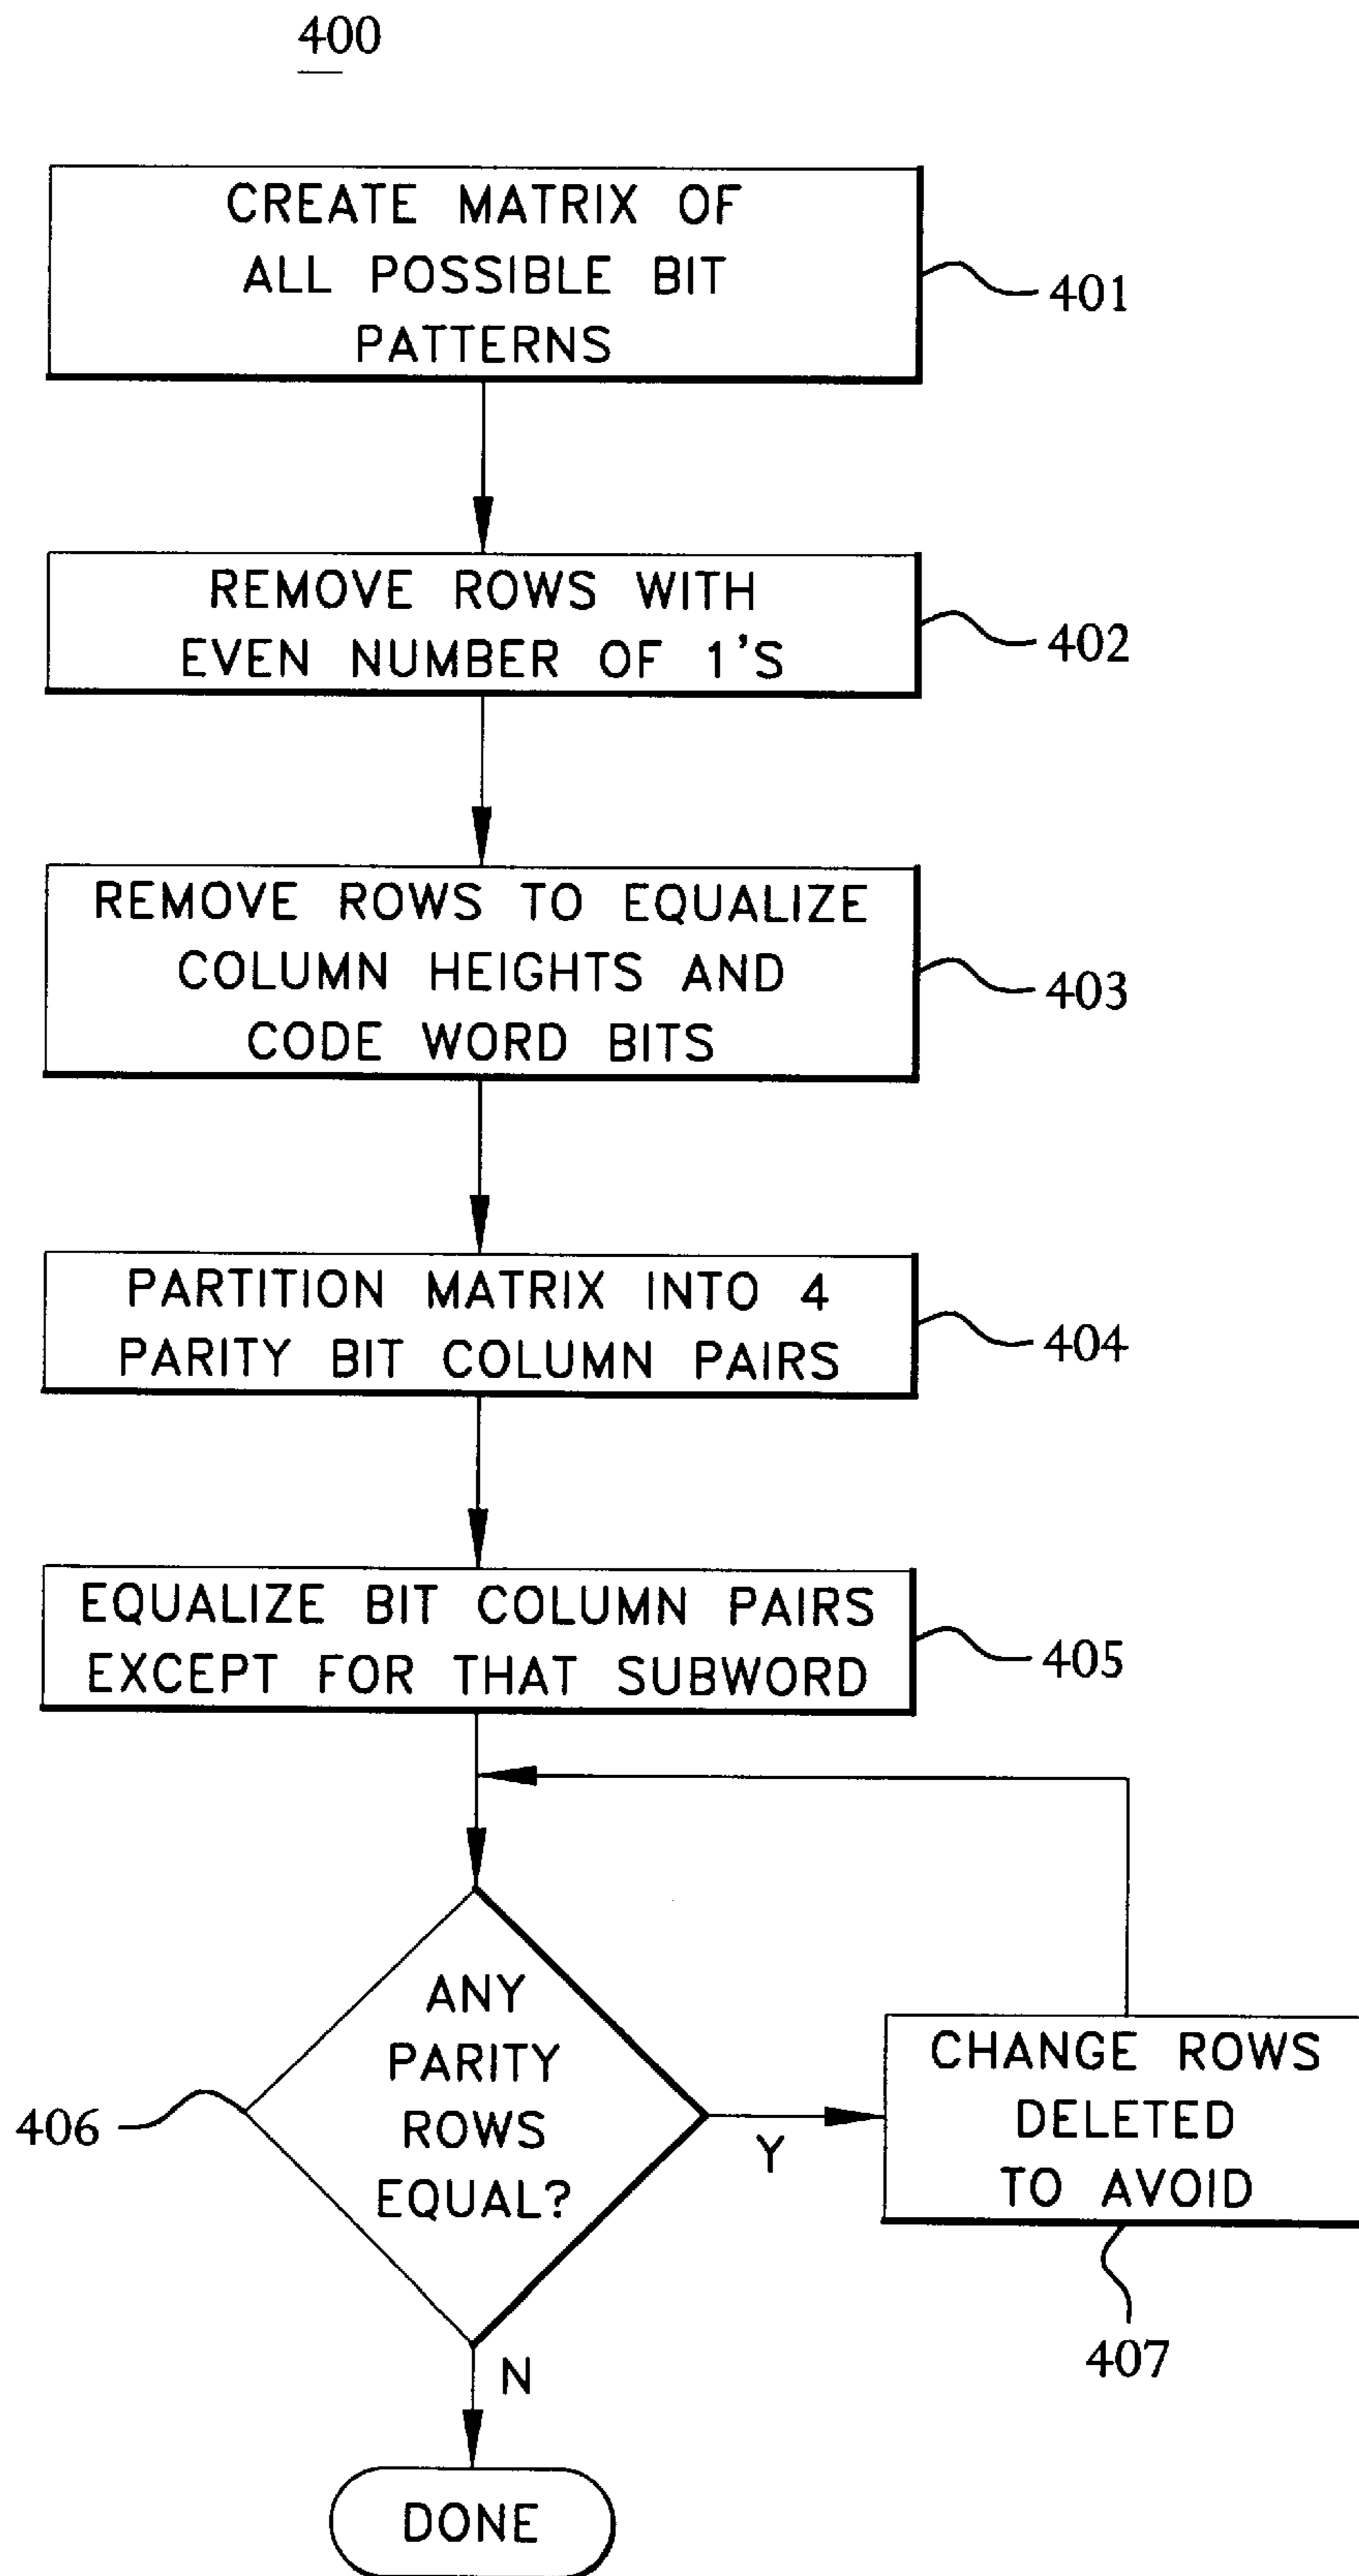 400
CREATE MATRIX OF
ALL POSSIBLE BIT
PATTERNS
401
REMOVE ROWS WITH
EVEN NUMBER OF 1'S
402
REMOVE ROWS TO EQUALIZE
COLUMN HEIGHTS AND
CODE WORD BITS
403
PARTITION MATRIX INTO 4
PARITY BIT COLUMN PAIRS
404
EQUALIZE BIT COLUMN PAIRS
EXCEPT FOR THAT SUBWORD
405
ANY
PARITY
ROWS
EQUAL?
406
Y
CHANGE ROWS
DELETED
TO AVOID
407
N
DONE